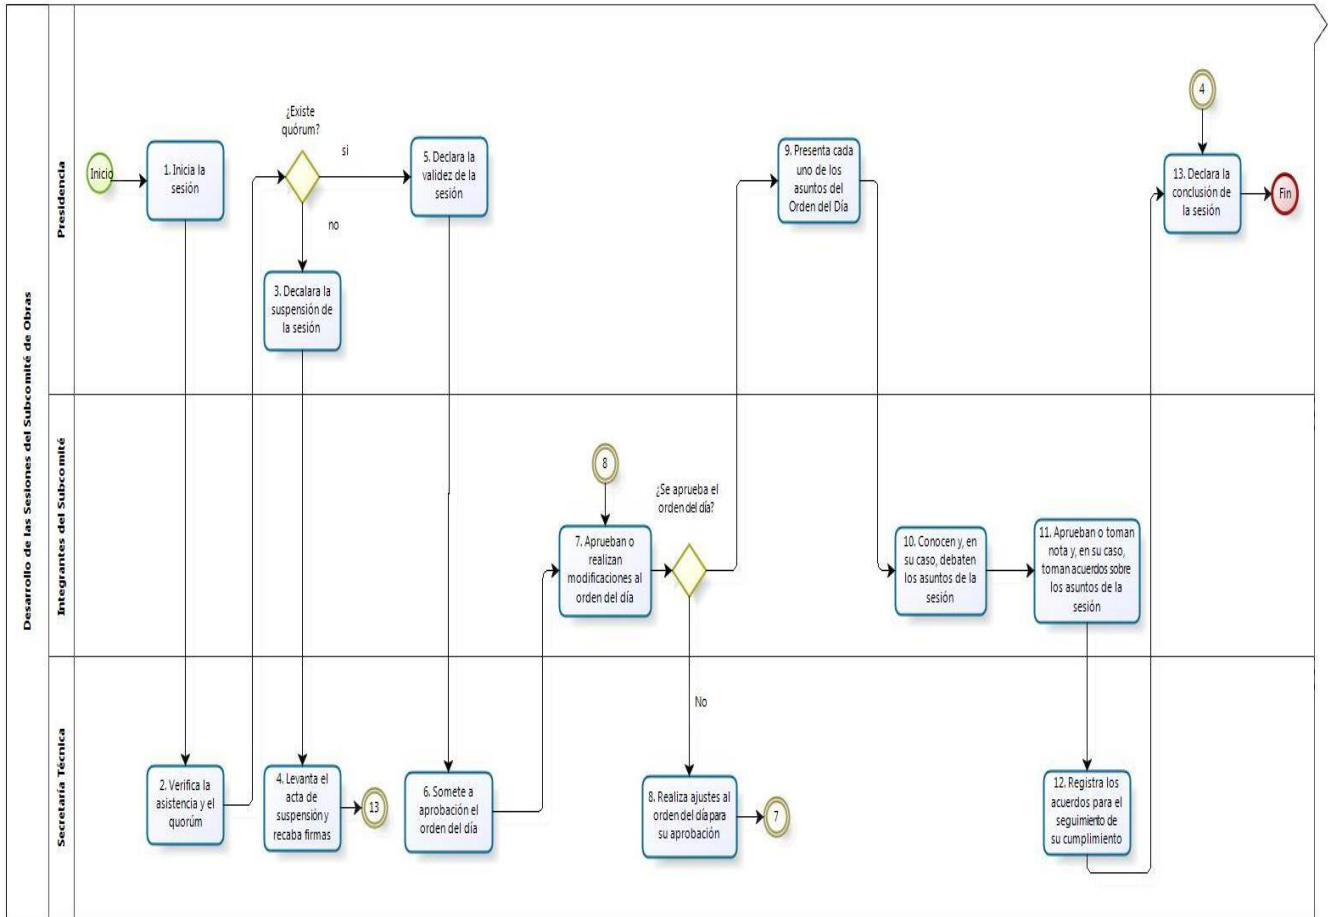 Desarrollo de las Sesiones del Subcomité de Obras
Presidencia
Inicio
1. Inicia la
sesión
¿Existe
quórum?
si
no
3. Decalara la
suspensión de
la sesión
5. Declara la
validez de la
sesión
9. Presenta cada
uno de los
asuntos del
Orden del Día
4
13. Declara la
conclusión de
la sesión
Fin
Integrantes del Subcomité
8
7. Aprueban o
realizan
modificaciones al
orden del día
¿Se aprueba el
orden del día?
10. Conocen y, en
su caso, debaten
los asuntos de la
sesión
11. Aprueban o toman
nota y, en su caso,
toman acuerdos sobre
los asuntos de la
sesión
Secretaría Técnica
2. Verifica la
asistencia y el
quorúm
4. Levanta el
acta de
suspensión y
recaba firmas
13
6. Somete a
aprobación el
orden del día
No
8. Realiza ajustes al
orden del día para
su aprobación
7
12. Registra los
acuerdos para el
seguimiento de
su cumplimiento